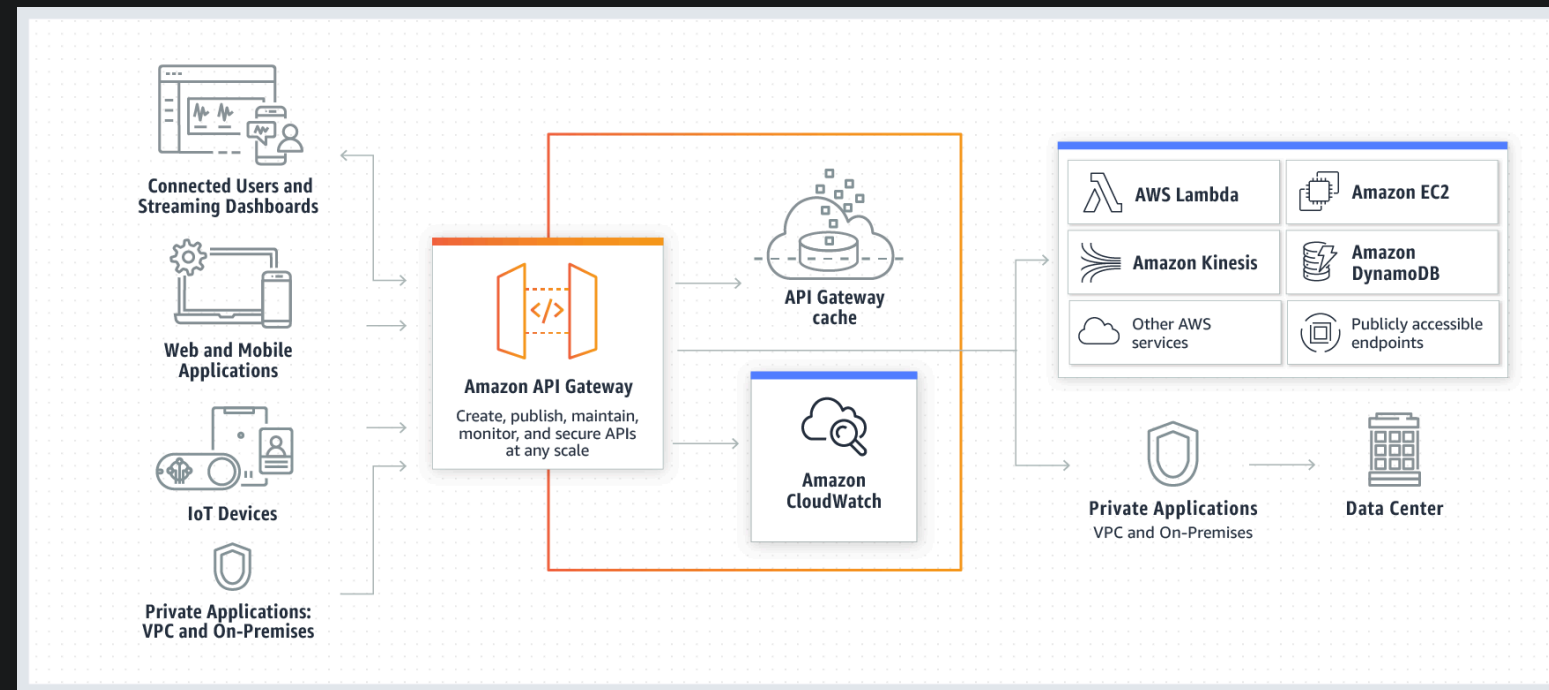 Connected Users and
Streaming Dashboards
Web and Mobile
Applications
IoT Devices
Private Applications:
VPC and On-Premises
</>
Amazon API Gateway
Create, publish, maintain,
monitor, and secure APIs
at any scale
API Gateway
cache
Amazon
CloudWatch
AWS Lambda
Amazon EC2
Amazon Kinesis
Amazon
DynamoDB
Other AWS
services
Publicly accessible
endpoints
Private Applications
VPC and On-Premises
Data Center